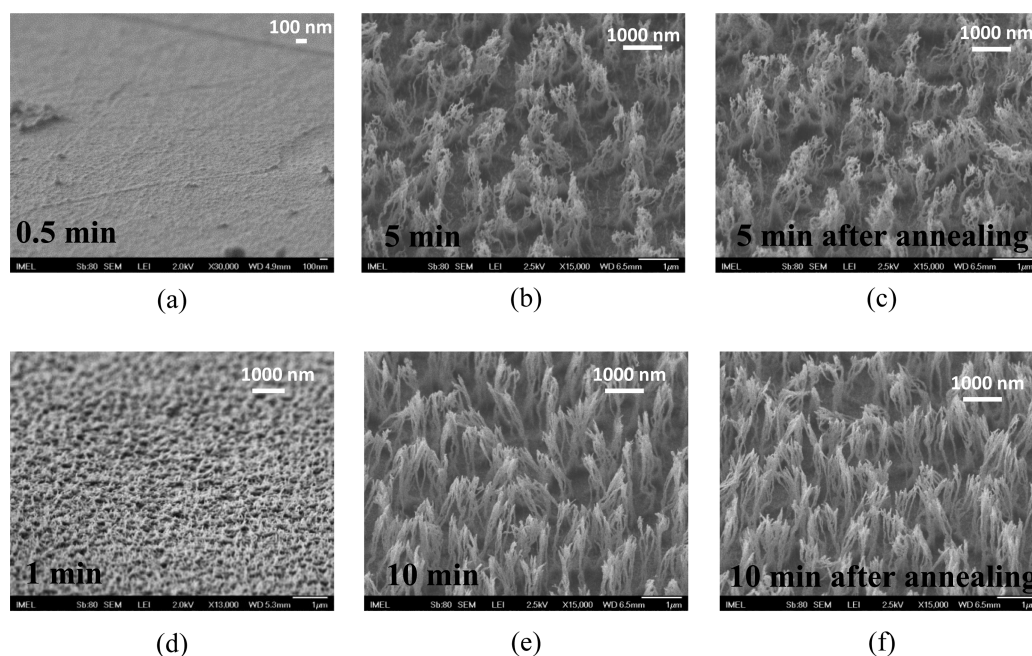 100 nm
0.5 min
IMEL Sb:80 SEM LEI 2.0kV X30,000 WD 4.9mm 100nm
(a)
1000 nm
5 min
IMEL Sb:80 SEM LEI 2.5kV X15,000 WD 6.5mm 1µm
(b)
1000 nm
5 min after annealing
IMEL Sb:80 SEM LEI 2.5kV X15,000 WD 6.5mm 1µm
(c)
1000 nm
1 min
IMEL Sb:80 SEM LEI 2.0kV X13,000 WD 5.3mm 1µm
(d)
1000 nm
10 min
IMEL Sb:80 SEM LEI 2.5kV X15,000 WD 6.5mm 1µm
(e)
1000 nm
10 min after annealing
IMEL Sb:80 SEM LEI 2.5kV X15,000 WD 6.5mm 1µm
(f)